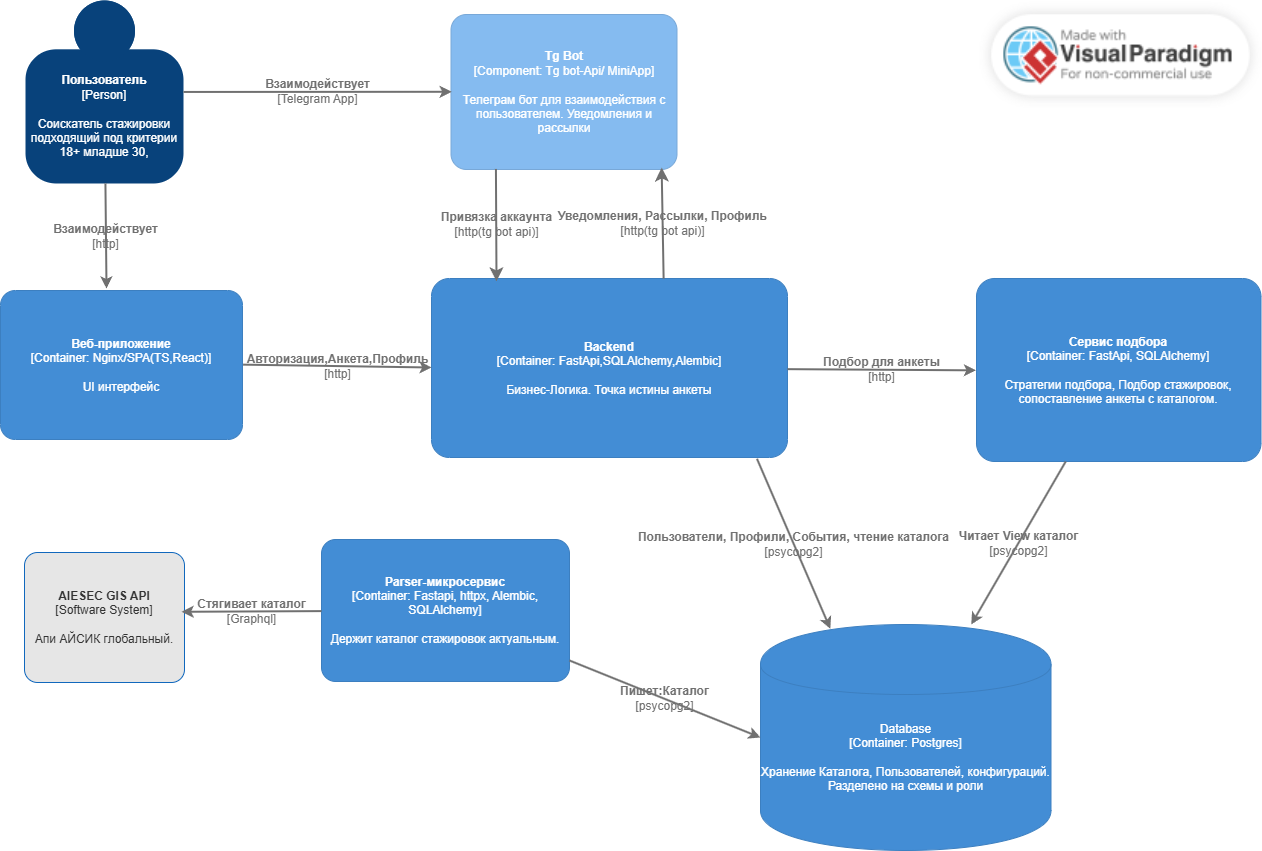 Made with
Visual Paradigm
For non-commercial use
Пользователь
[Person]
Соискатель стажировки
подходящий под критерии
18+ младше 30,
Взаимодействует
[Telegram App]
Tg Bot
[Component: Tg bot-Api/ MiniApp]
Телеграм бот для взаимодействия с
пользователем. Уведомления и
рассылки
Взаимодействует
[http]
Привязка аккаунта
[http(tg bot api)]
Уведомления, Рассылки, Профиль
[http(tg bot api)]
Веб-приложение
[Container: Nginx/SPA(TS,React)]
UI интерфейс
Авторизация,Анкета,Профиль
[http]
Backend
[Container: FastApi,SQLAlchemy,Alembic]
Бизнес-Логика. Точка истины анкеты
Подбор для анкеты
[http]
Сервис подбора
[Container: FastApi, SQLAlchemy]
Стратегии подбора, Подбор стажировок,
сопоставление анкеты с каталогом.
Пользователи, Профили, События, чтение каталога
[psycopg2]
Читает View каталог
[psycopg2]
AIESEC GIS API
[Software System]
Апи АЙСИК глобальный.
Стягивает каталог
[Graphql]
Parser-микросервис
[Container: Fastapi, httpx, Alembic,
SQLAlchemy]
Держит каталог стажировок актуальным.
Пишет:Каталог
[psycopg2]
Database
[Container: Postgres]
Хранение Каталога, Пользователей, конфигураций.
Разделено на схемы и роли